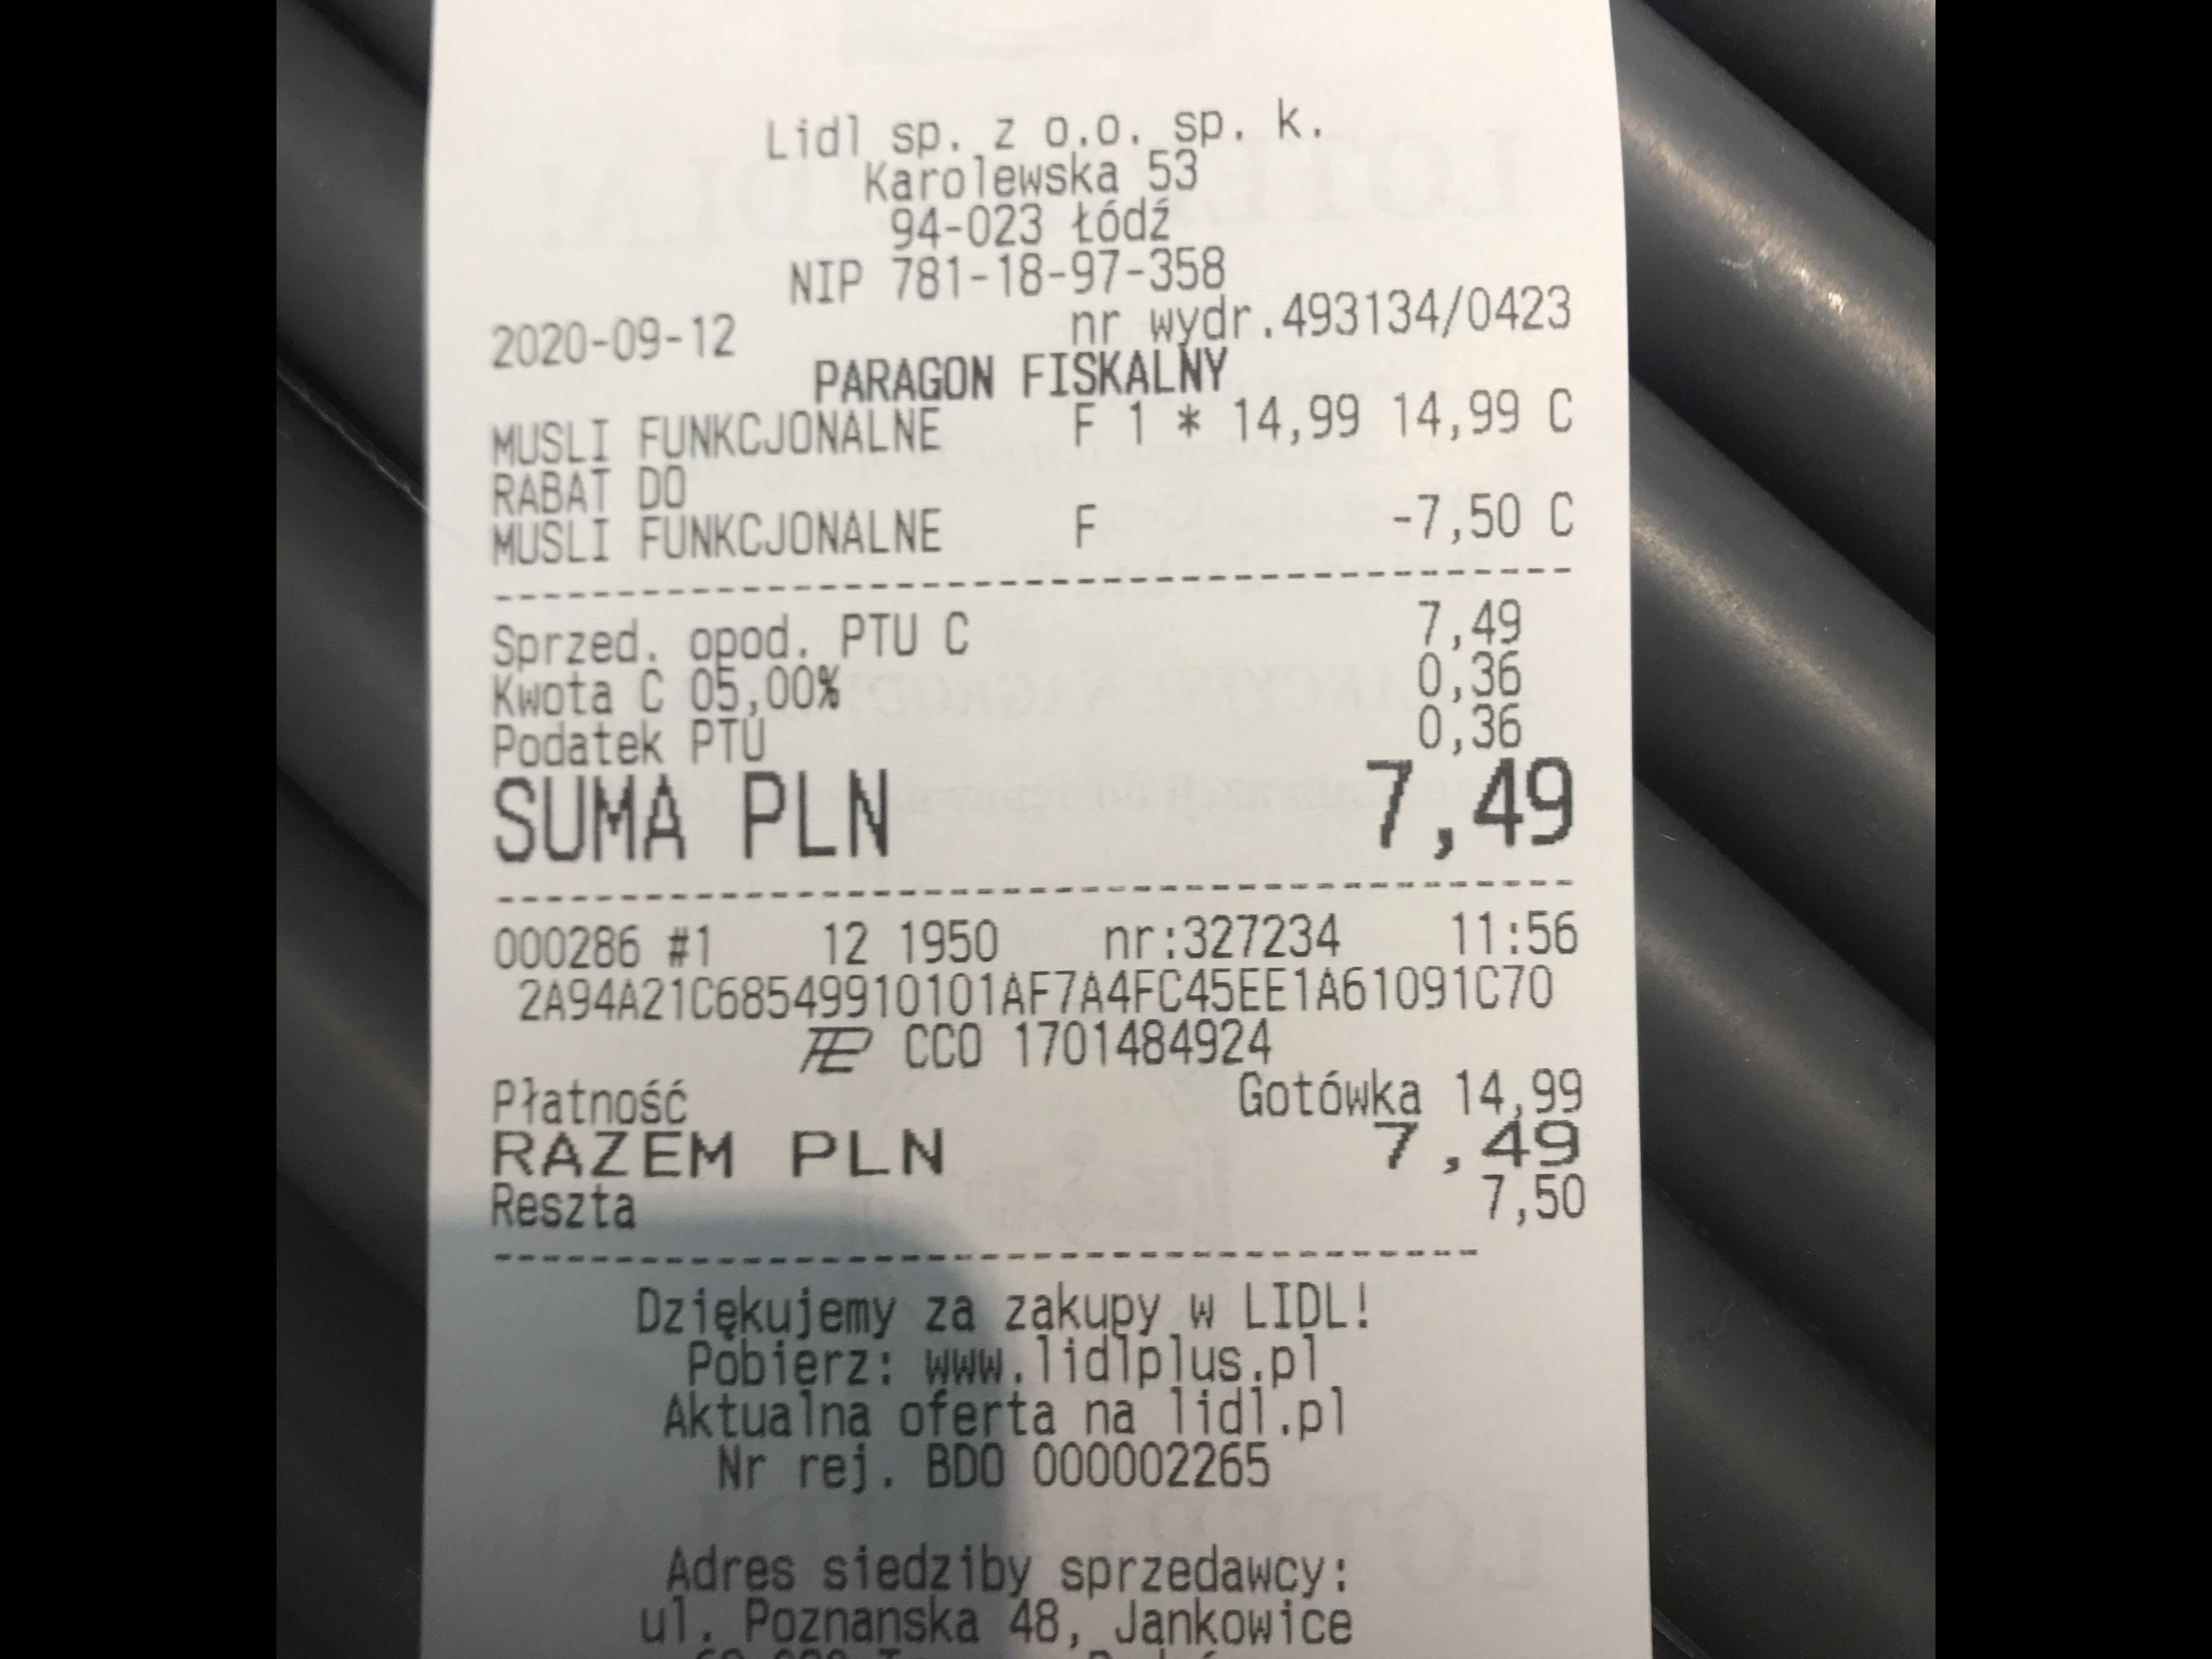 Lidl sp. z o.o. sp. k.
Karolewska 53
94-023 Łódź
NIP 781-18-97-358
2020-09-12 nr wydr.493134/0423
PARAGON FISKALNY
MUSLI FUNKCJONALNE F 1 * 14,99 14,99 C
RABAT DO
MUSLI FUNKCJONALNE F -7,50 C
Sprzed. opod. PTU C 7,49
Kwota C 05,00% 0,36
Podatek PTU 0,36
SUMA PLN 7,49
000286 #1 12 1950 nr:327234 11:56
2A94A21C68549910101AF7A4FC45EE1A61091C70
CCO 1701484924
Płatność Gotówka 14,99
RAZEM PLN 7,49
Reszta 7,50
Dziękujemy za zakupy w LIDL!
Pobierz: www.lidlplus.pl
Aktualna oferta na lidl.pl
Nr rej. BDO 000002265
Adres siedziby sprzedawcy:
ul. Poznanska 48, Jankowice